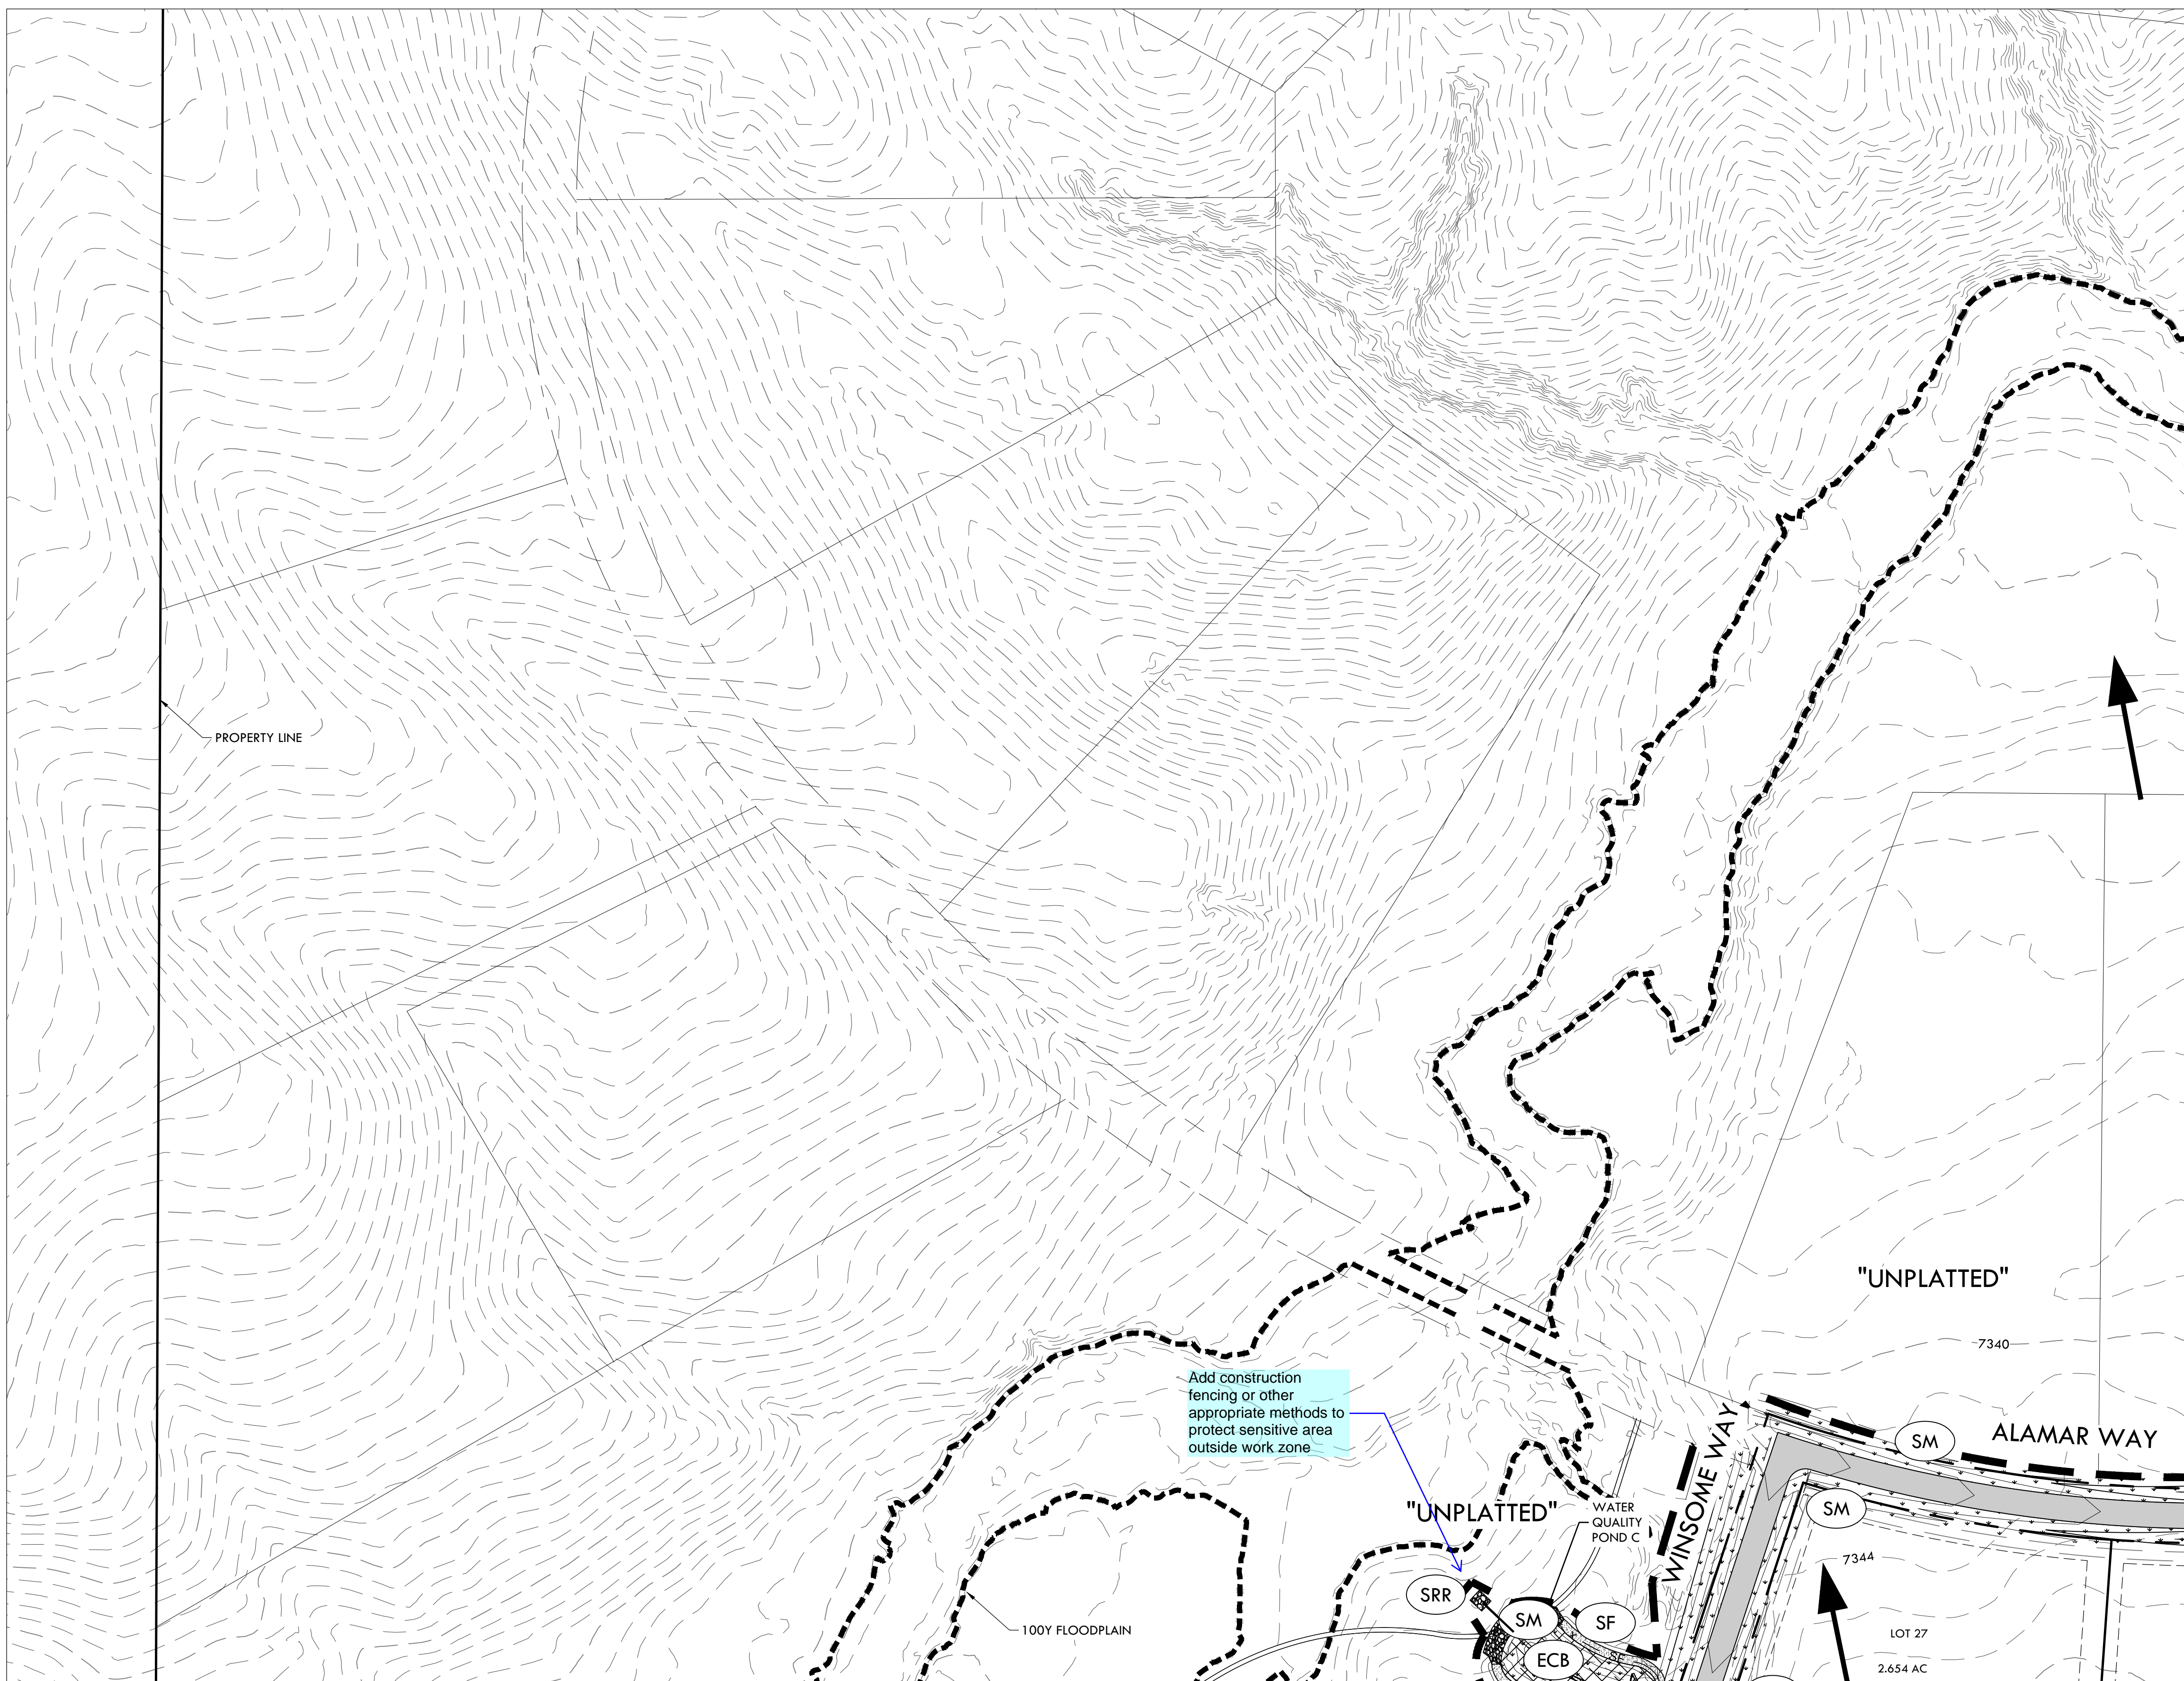 PROPERTY LINE
"UNPLATTED"
7340
Add construction
fencing or other
appropriate methods to
protect sensitive area
outside work zone
WINSOME WAY
SM
ALAMAR WAY
"UNPLATTED"
WATER
QUALITY
POND C
SM
7344
SRR
SM
SF
100Y FLOODPLAIN
LOT 27
ECB
SF
2.654 AC